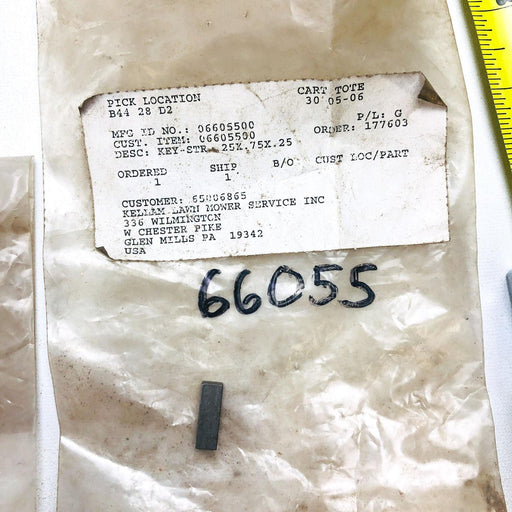 PICK LOCATION CART TOTE
B44 28 D2 30 05-06
P/L: G
MFG ID NO.: 06605500 ORDER: 177603
CUST. ITEM: 06605500
DESC: KEY-STR .25X.75X.25
ORDERED SHIP B/O CUST LOC/PART
1 1
CUSTOMER: 65006865
KELLAM LAWN MOWER SERVICE INC
336 WILMINGTON
W CHESTER PIKE
GLEN MILLS PA 19342
USA
66055